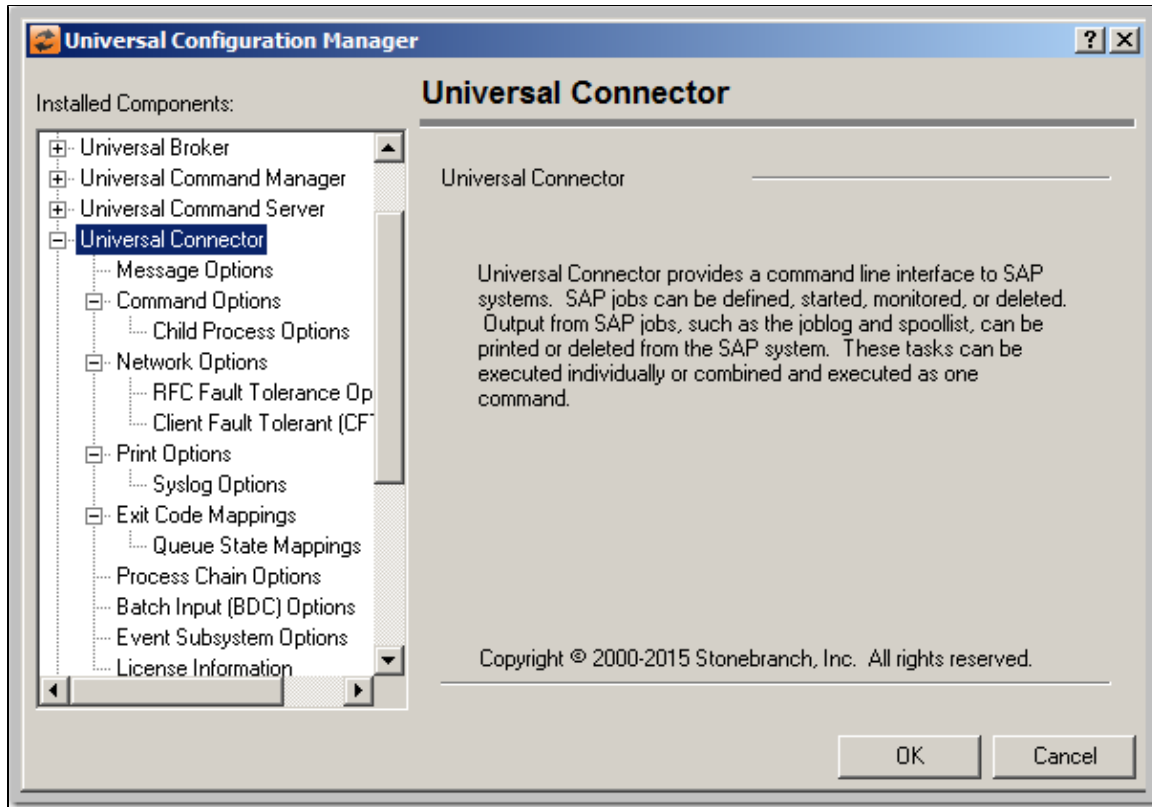 Universal Configuration Manager
Installed Components:
Universal Broker
Universal Command Manager
Universal Command Server
Universal Connector
Message Options
Command Options
Child Process Options
Network Options
RFC Fault Tolerance Op
Client Fault Tolerant (CFT
Print Options
Syslog Options
Exit Code Mappings
Queue State Mappings
Process Chain Options
Batch Input (BDC) Options
Event Subsystem Options
License Information
Universal Connector
Universal Connector
Universal Connector provides a command line interface to SAP
systems. SAP jobs can be defined, started, monitored, or deleted.
Output from SAP jobs, such as the joblog and spoollist, can be
printed or deleted from the SAP system. These tasks can be
executed individually or combined and executed as one
command.
Copyright © 2000-2015 Stonebranch, Inc. All rights reserved.
OK
Cancel